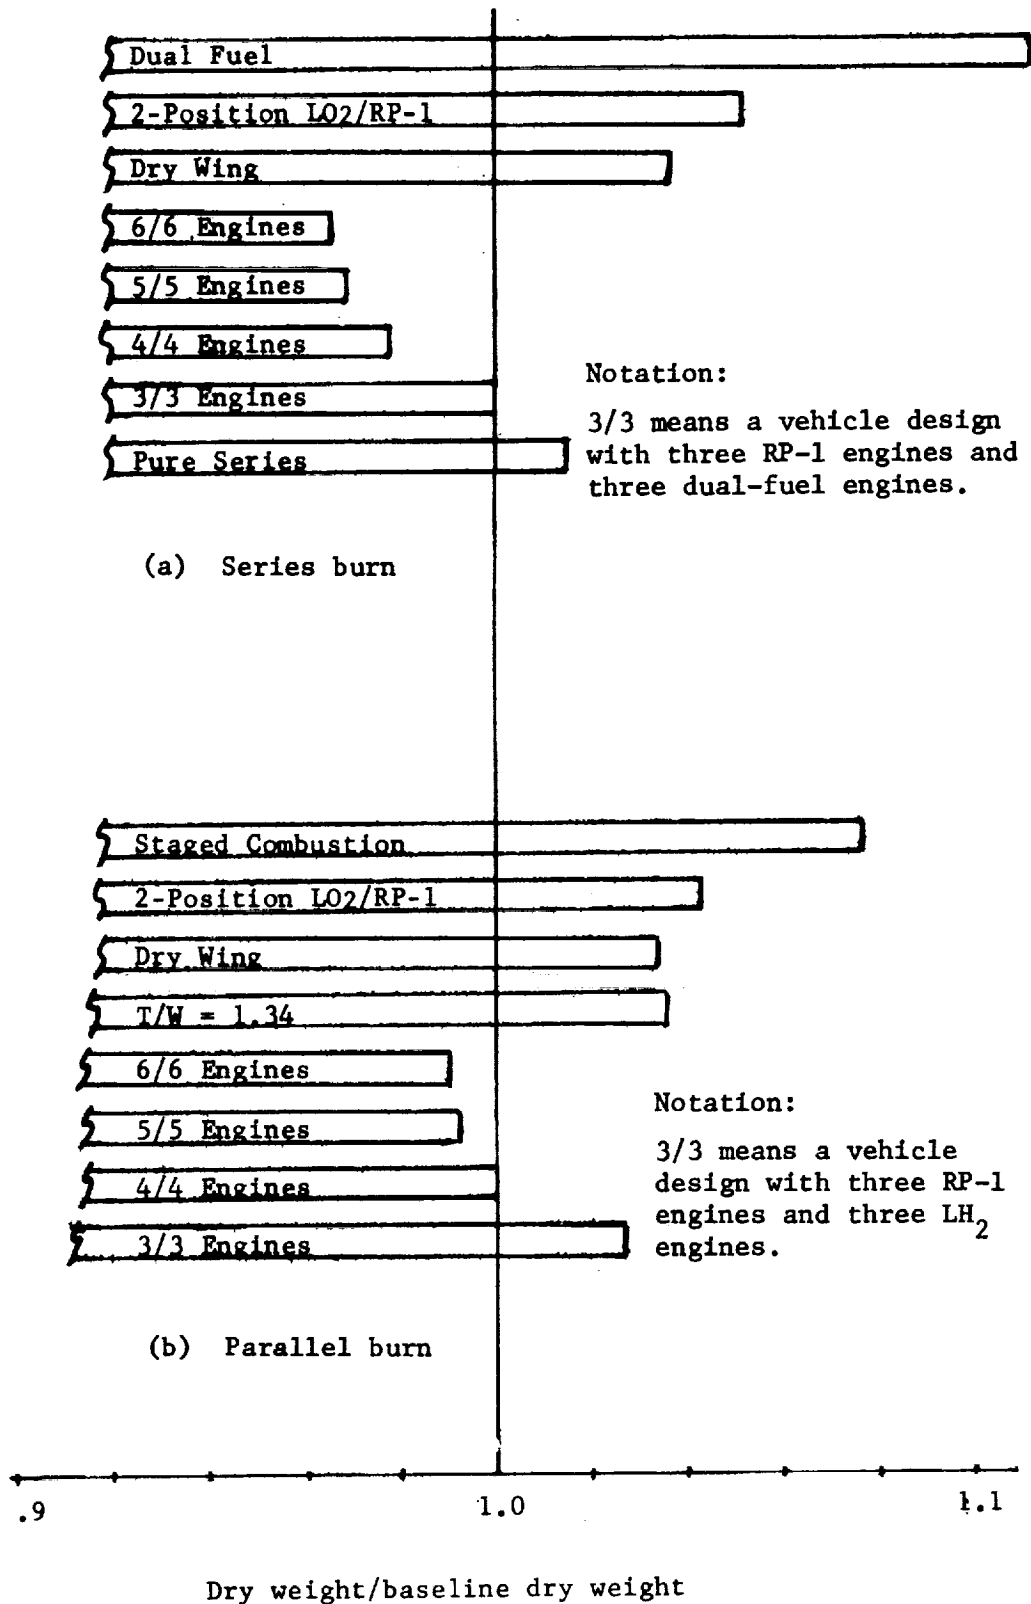 Dual Fuel
2-Position LO2/RP-1
Dry Wing
6/6 Engines
5/5 Engines
4/4 Engines
3/3 Engines
Pure Series
Notation:
3/3 means a vehicle design
with three RP-1 engines and
three dual-fuel engines.
(a) Series burn
Staged Combustion
2-Position LO2/RP-1
Dry Wing
T/W = 1.34
6/6 Engines
5/5 Engines
4/4 Engines
3/3 Engines
Notation:
3/3 means a vehicle
design with three RP-1
engines and three LH2
engines.
(b) Parallel burn
.9 1.0 1.1
Dry weight/baseline dry weight